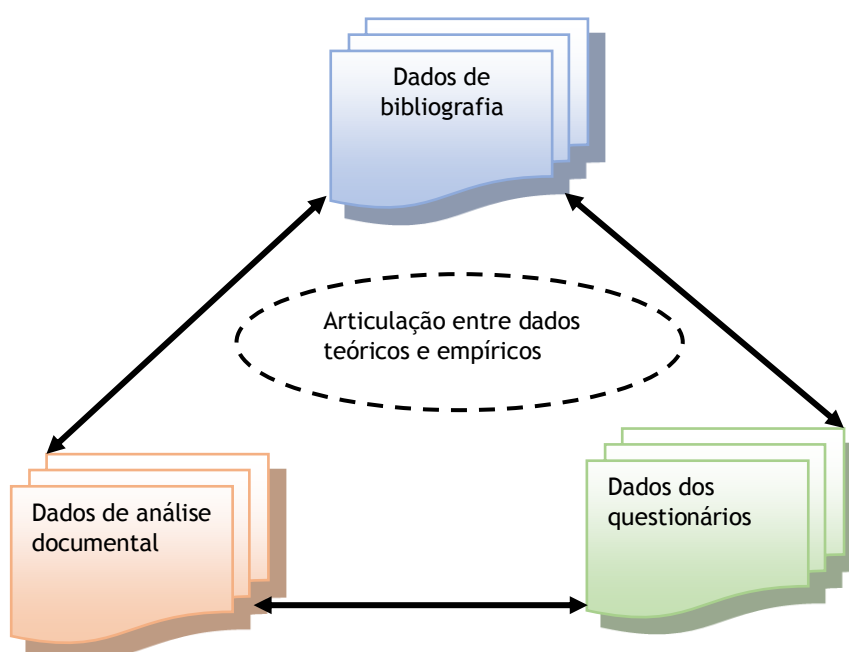 Dados de
bibliografia
Articulação entre dados
teóricos e empíricos
Dados de análise
documental
Dados dos
questionários